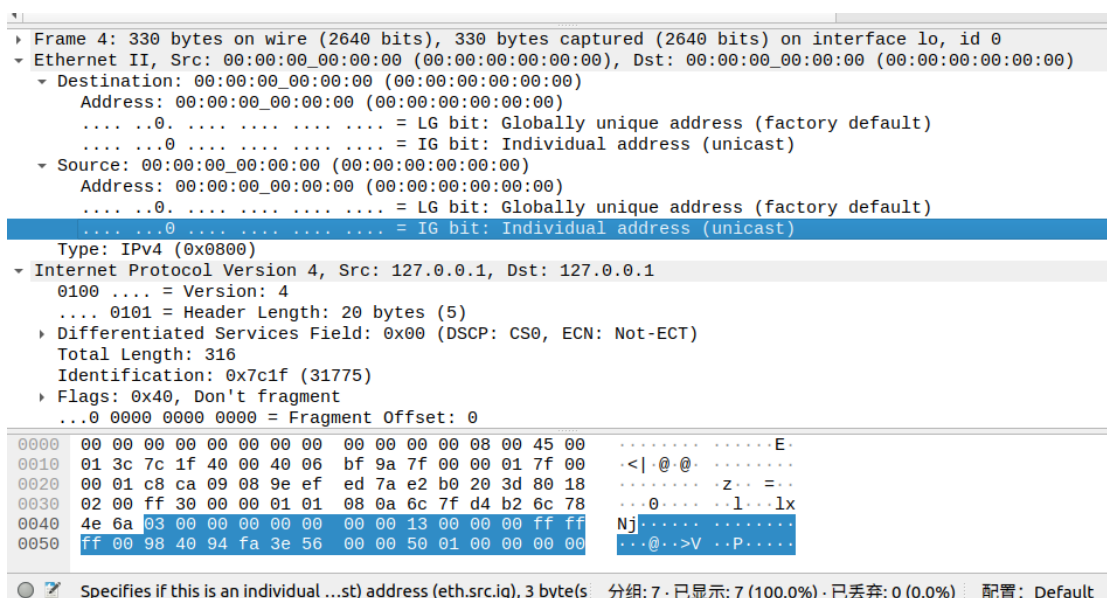 Frame 4: 330 bytes on wire (2640 bits), 330 bytes captured (2640 bits) on interface lo, id 0
Ethernet II, Src: 00:00:00_00:00:00 (00:00:00:00:00:00), Dst: 00:00:00_00:00:00 (00:00:00:00:00:00)
Destination: 00:00:00_00:00:00 (00:00:00:00:00:00)
Address: 00:00:00_00:00:00 (00:00:00:00:00:00)
.... ..0. .... .... .... .... = LG bit: Globally unique address (factory default)
.... ...0 .... .... .... .... = IG bit: Individual address (unicast)
Source: 00:00:00_00:00:00 (00:00:00:00:00:00)
Address: 00:00:00_00:00:00 (00:00:00:00:00:00)
.... ..0. .... .... .... .... = LG bit: Globally unique address (factory default)
.... ...0 .... .... .... .... = IG bit: Individual address (unicast)
Type: IPv4 (0x0800)
Internet Protocol Version 4, Src: 127.0.0.1, Dst: 127.0.0.1
0100 .... = Version: 4
.... 0101 = Header Length: 20 bytes (5)
Differentiated Services Field: 0x00 (DSCP: CS0, ECN: Not-ECT)
Total Length: 316
Identification: 0x7c1f (31775)
Flags: 0x40, Don't fragment
...0 0000 0000 0000 = Fragment Offset: 0
0000 00 00 00 00 00 00 00 00 00 00 00 00 08 00 45 00 ········ ······E·
0010 01 3c 7c 1f 40 00 40 06 bf 9a 7f 00 00 01 7f 00 ·<|·@·@· ········
0020 00 01 c8 ca 09 08 9e ef ed 7a e2 b0 20 3d 80 18 ········ ·z·· =··
0030 02 00 ff 30 00 00 01 01 08 0a 6c 7f d4 b2 6c 78 ···0···· ··l···lx
0040 4e 6a 03 00 00 00 00 00 00 00 13 00 00 00 ff ff Nj······ ········
0050 ff 00 98 40 94 fa 3e 56 00 00 50 01 00 00 00 00 ···@··>V ··P·····
Specifies if this is an individual …st) address (eth.src.ig), 3 byte(s 分组: 7 · 已显示: 7 (100.0%) · 已丢弃: 0 (0.0%) 配置: Default